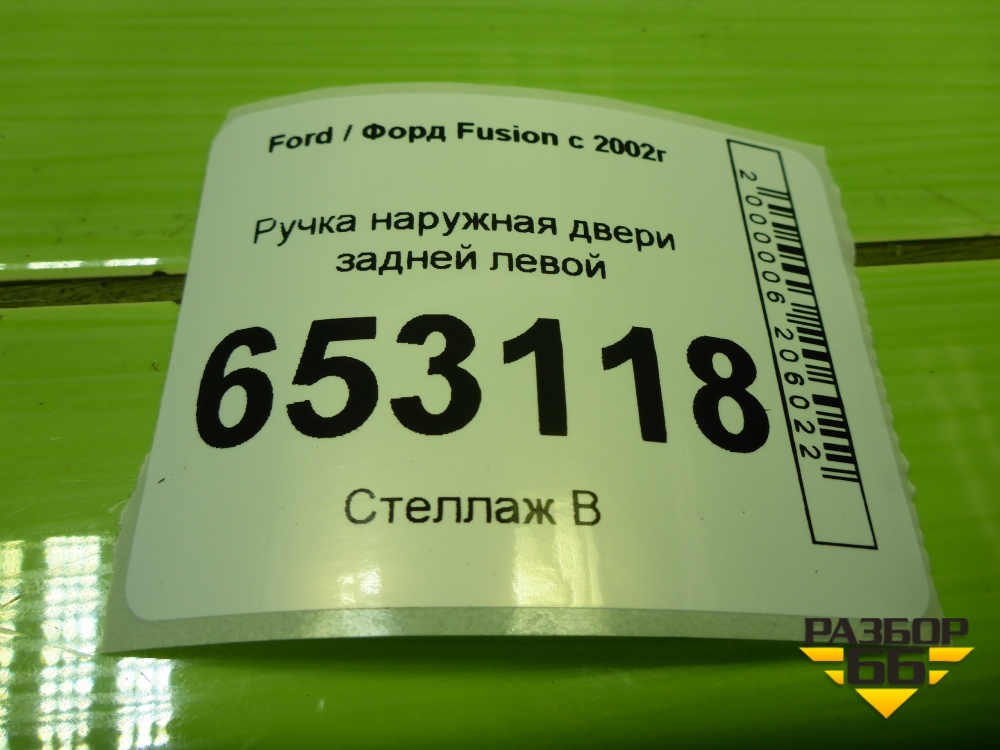 Ford / Форд Fusion с 2002г
Ручка наружная двери
задней левой
653118
Стеллаж В
2000006206022
РАЗБОР
66